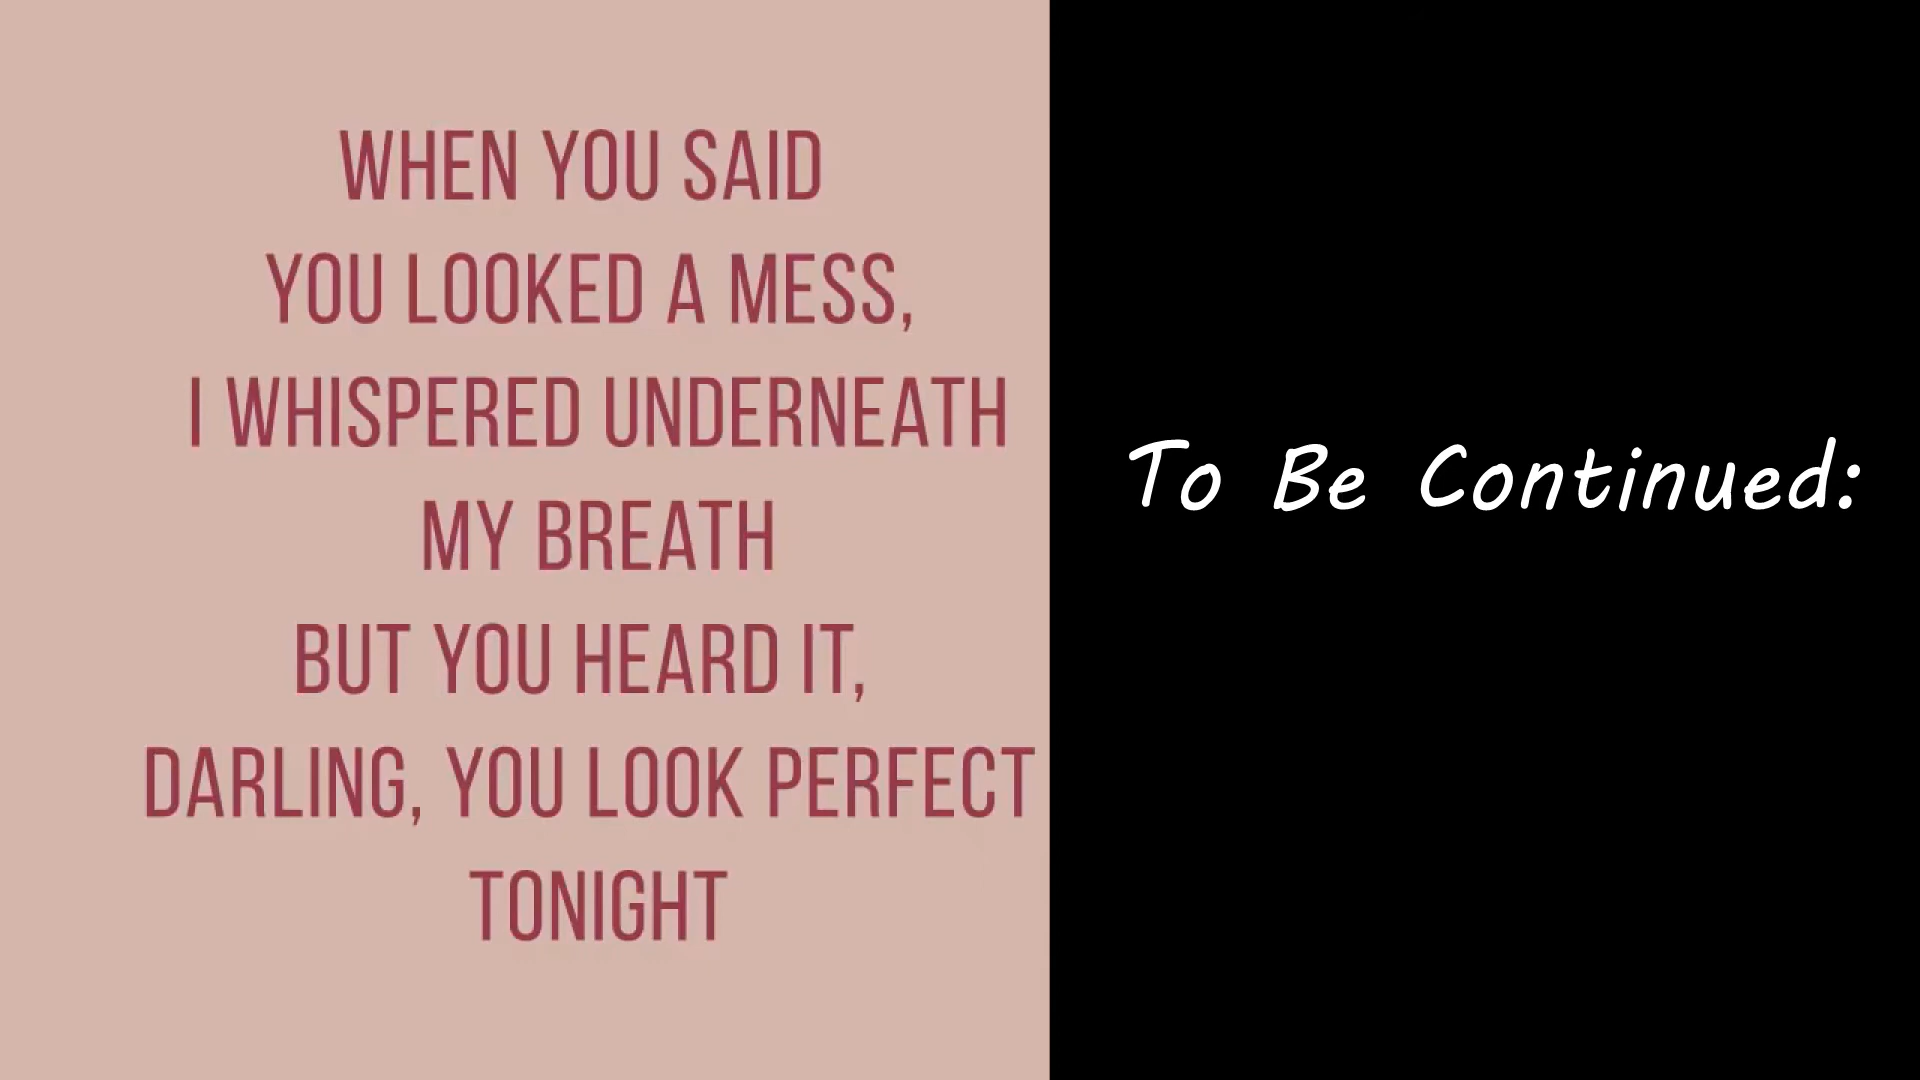 WHEN YOU SAID
YOU LOOKED A MESS,
I WHISPERED UNDERNEATH
MY BREATH
BUT YOU HEARD IT,
DARLING, YOU LOOK PERFECT
TONIGHT
To Be Continued: